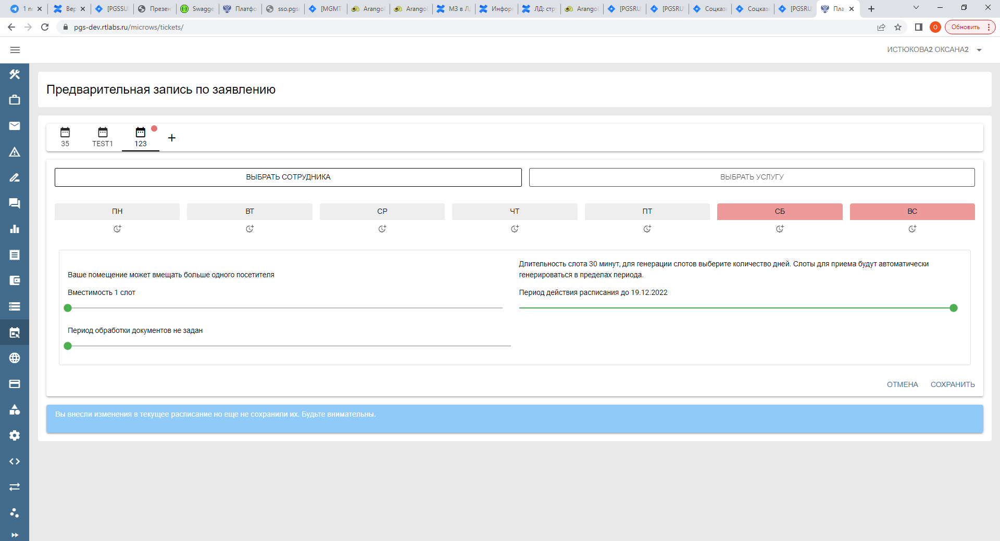 1 n
Вер
[PGSSU
Презен
Swagge
Платфо
sso.pgs
[MGMT
Arango
Arango
МЗ в Л
Информ
ЛД: стр
Arango
[PGSRU
[PGSRU
Соцказ
Соцказ
[PGSRU
Пла
pgs-dev.rtlabs.ru/microws/tickets/
О
Обновить
ИСТЮКОВА2 ОКСАНА2
Предварительная запись по заявлению
35
TEST1
123
ВЫБРАТЬ СОТРУДНИКА
ВЫБРАТЬ УСЛУГУ
ПН
ВТ
СР
ЧТ
ПТ
СБ
ВС
Ваше помещение может вмещать больше одного посетителя
Вместимость 1 слот
Длительность слота 30 минут, для генерации слотов выберите количество дней. Слоты для приема будут автоматически
генерироваться в пределах периода.
Период действия расписания до 19.12.2022
Период обработки документов не задан
ОТМЕНА
СОХРАНИТЬ
Вы внесли изменения в текущее расписание но еще не сохранили их. Будьте внимательны.